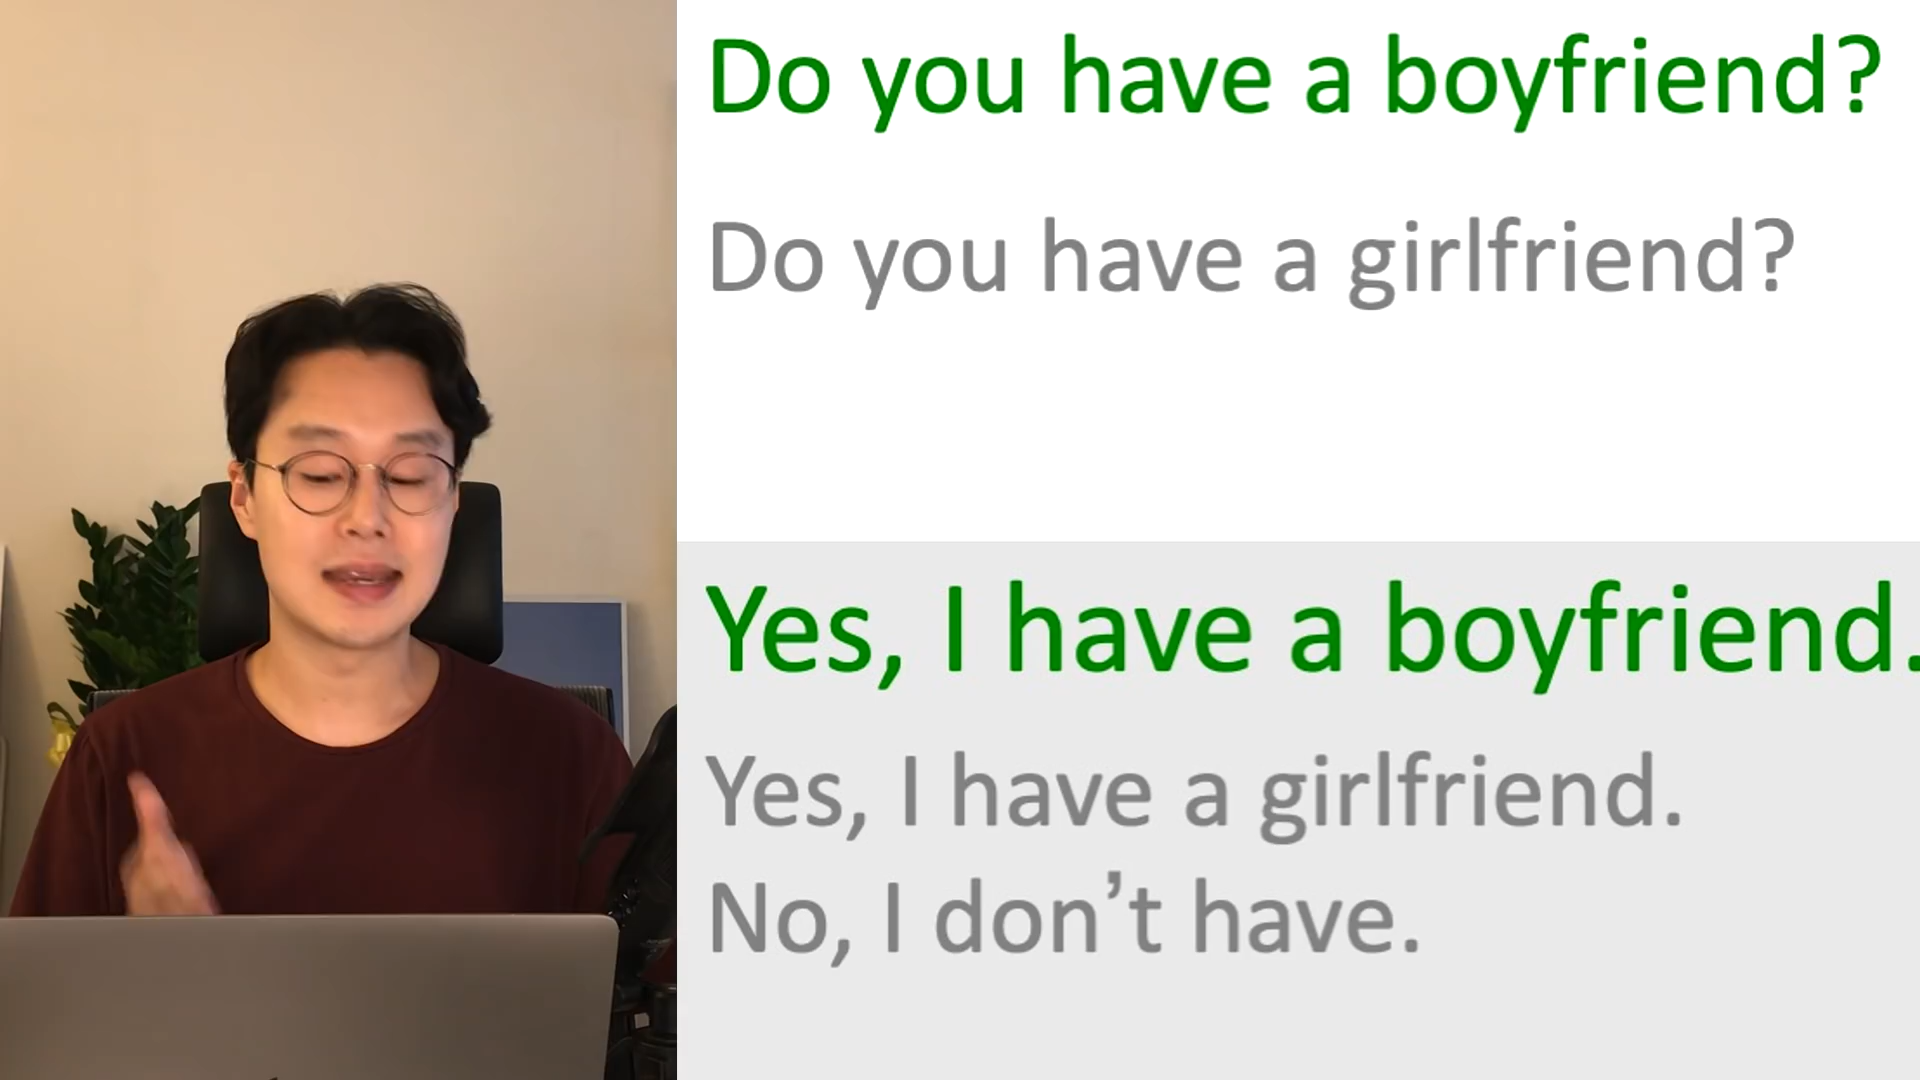 Do you have a boyfriend?
Do you have a girlfriend?
Yes, I have a boyfriend.
Yes, I have a girlfriend.
No, I don’t have.